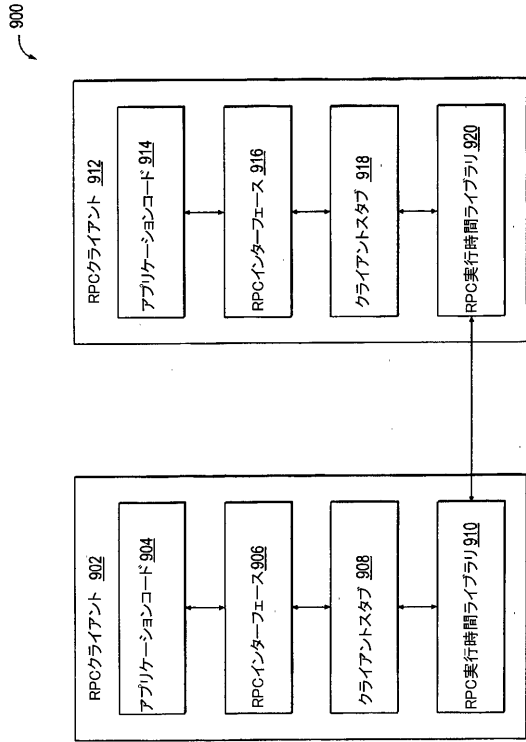 900
RPCクライアント 902
アプリケーションコード 904
RPCインターフェース 906
クライアントスタブ 908
RPC実行時間ライブラリ 910
RPCクライアント 912
アプリケーションコード 914
RPCインターフェース 916
クライアントスタブ 918
RPC実行時間ライブラリ 920